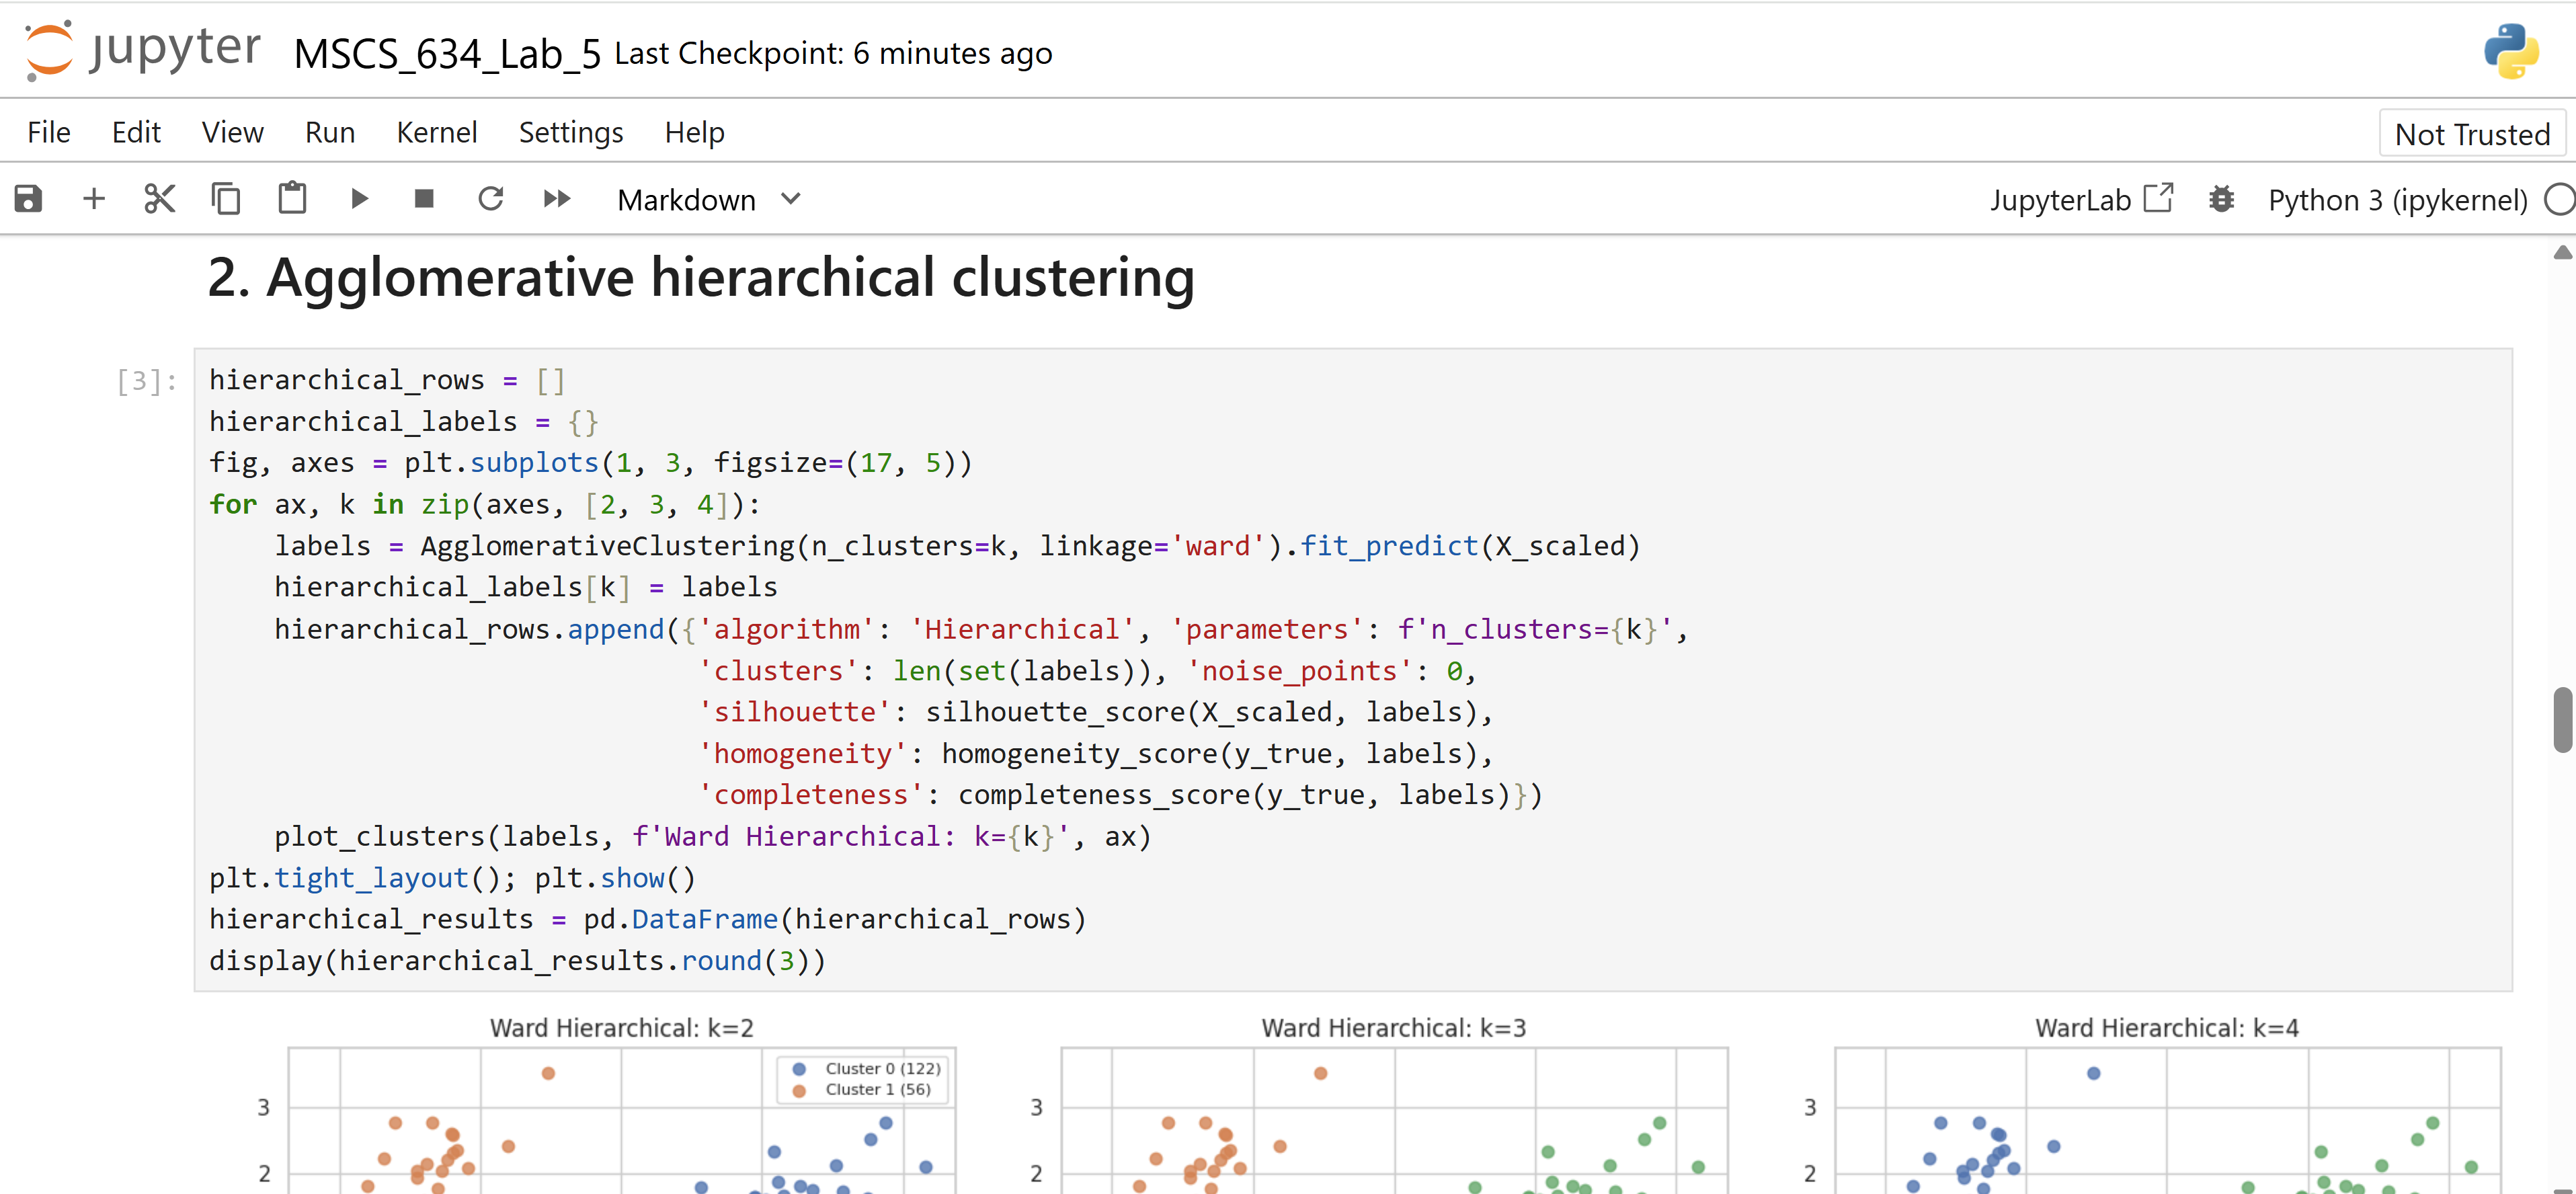 jupyter MSCS_634_Lab_5 Last Checkpoint: 6 minutes ago
File Edit View Run Kernel Settings Help Not Trusted
Markdown JupyterLab Python 3 (ipykernel)
2. Agglomerative hierarchical clustering
[3]: hierarchical_rows = []
hierarchical_labels = {}
fig, axes = plt.subplots(1, 3, figsize=(17, 5))
for ax, k in zip(axes, [2, 3, 4]):
    labels = AgglomerativeClustering(n_clusters=k, linkage='ward').fit_predict(X_scaled)
    hierarchical_labels[k] = labels
    hierarchical_rows.append({'algorithm': 'Hierarchical', 'parameters': f'n_clusters={k}',
                              'clusters': len(set(labels)), 'noise_points': 0,
                              'silhouette': silhouette_score(X_scaled, labels),
                              'homogeneity': homogeneity_score(y_true, labels),
                              'completeness': completeness_score(y_true, labels)})
    plot_clusters(labels, f'Ward Hierarchical: k={k}', ax)
plt.tight_layout(); plt.show()
hierarchical_results = pd.DataFrame(hierarchical_rows)
display(hierarchical_results.round(3))
Ward Hierarchical: k=2 Ward Hierarchical: k=3 Ward Hierarchical: k=4
Cluster 0 (122)
Cluster 1 (56)
3 3 3
2 2 2